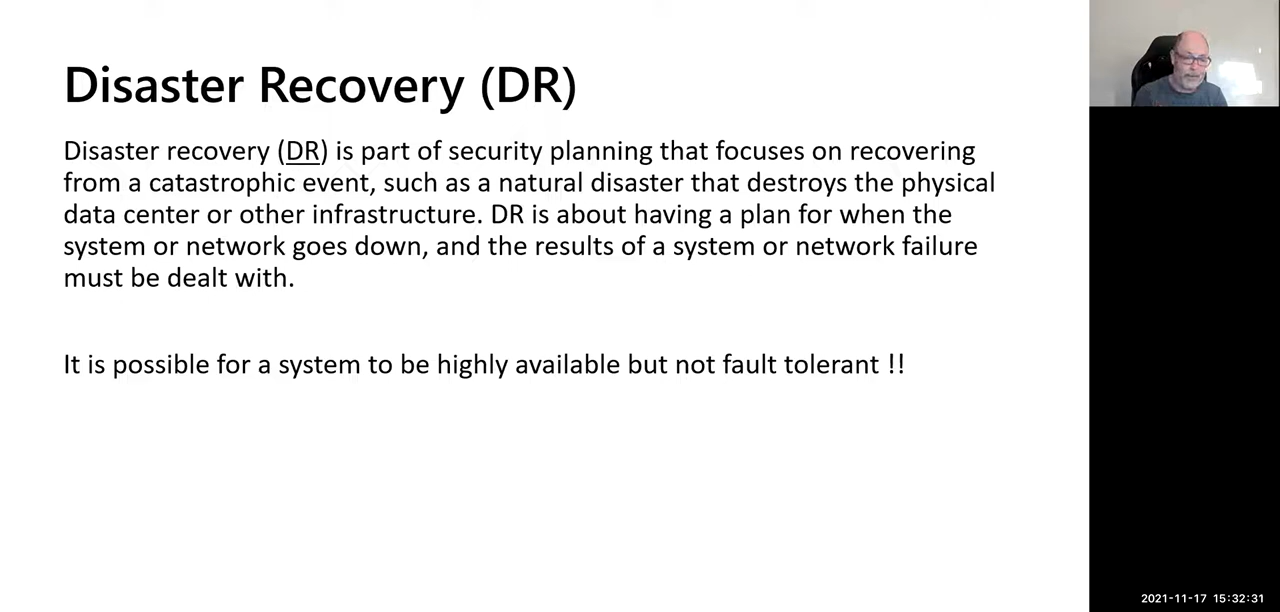 Disaster Recovery (DR)
Disaster recovery (DR) is part of security planning that focuses on recovering
from a catastrophic event, such as a natural disaster that destroys the physical
data center or other infrastructure. DR is about having a plan for when the
system or network goes down, and the results of a system or network failure
must be dealt with.
It is possible for a system to be highly available but not fault tolerant !!
2021-11-17 15:32:31